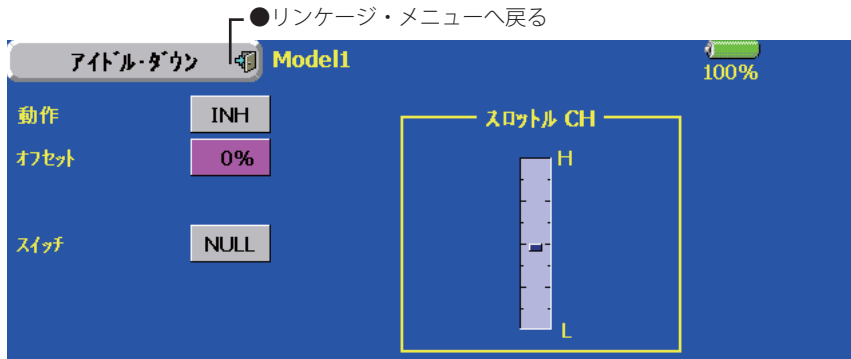 ●リンケージ・メニューへ戻る
アイドル・ダウン
Model1
100%
動作
INH
オフセット
0%
スイッチ
NULL
スロットル CH
H
L